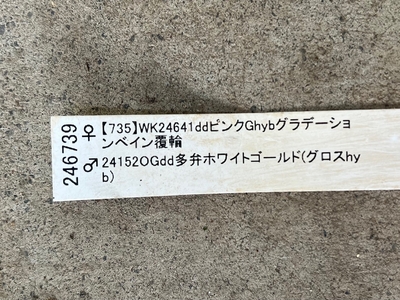 246739
♀【735】WK24641ddピンクGhybグラデーショ
ンベイン覆輪
♂24152OGdd多弁ホワイトゴールド(グロスhy
b)